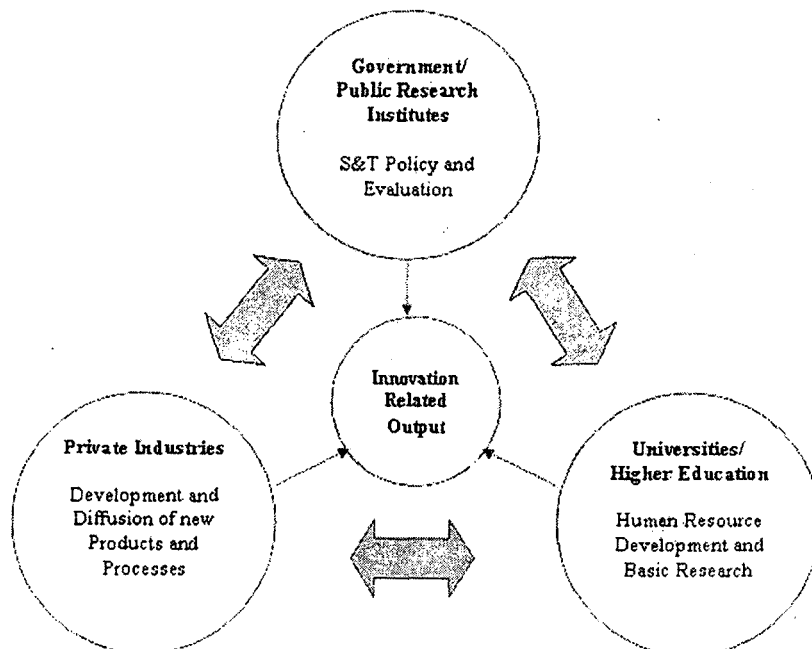 Government/
Public Research
Institutes
S&T Policy and
Evaluation
Innovation
Related
Output
Private Industries
Development and
Diffusion of new
Products and
Processes
Universities/
Higher Education
Human Resource
Development and
Basic Research